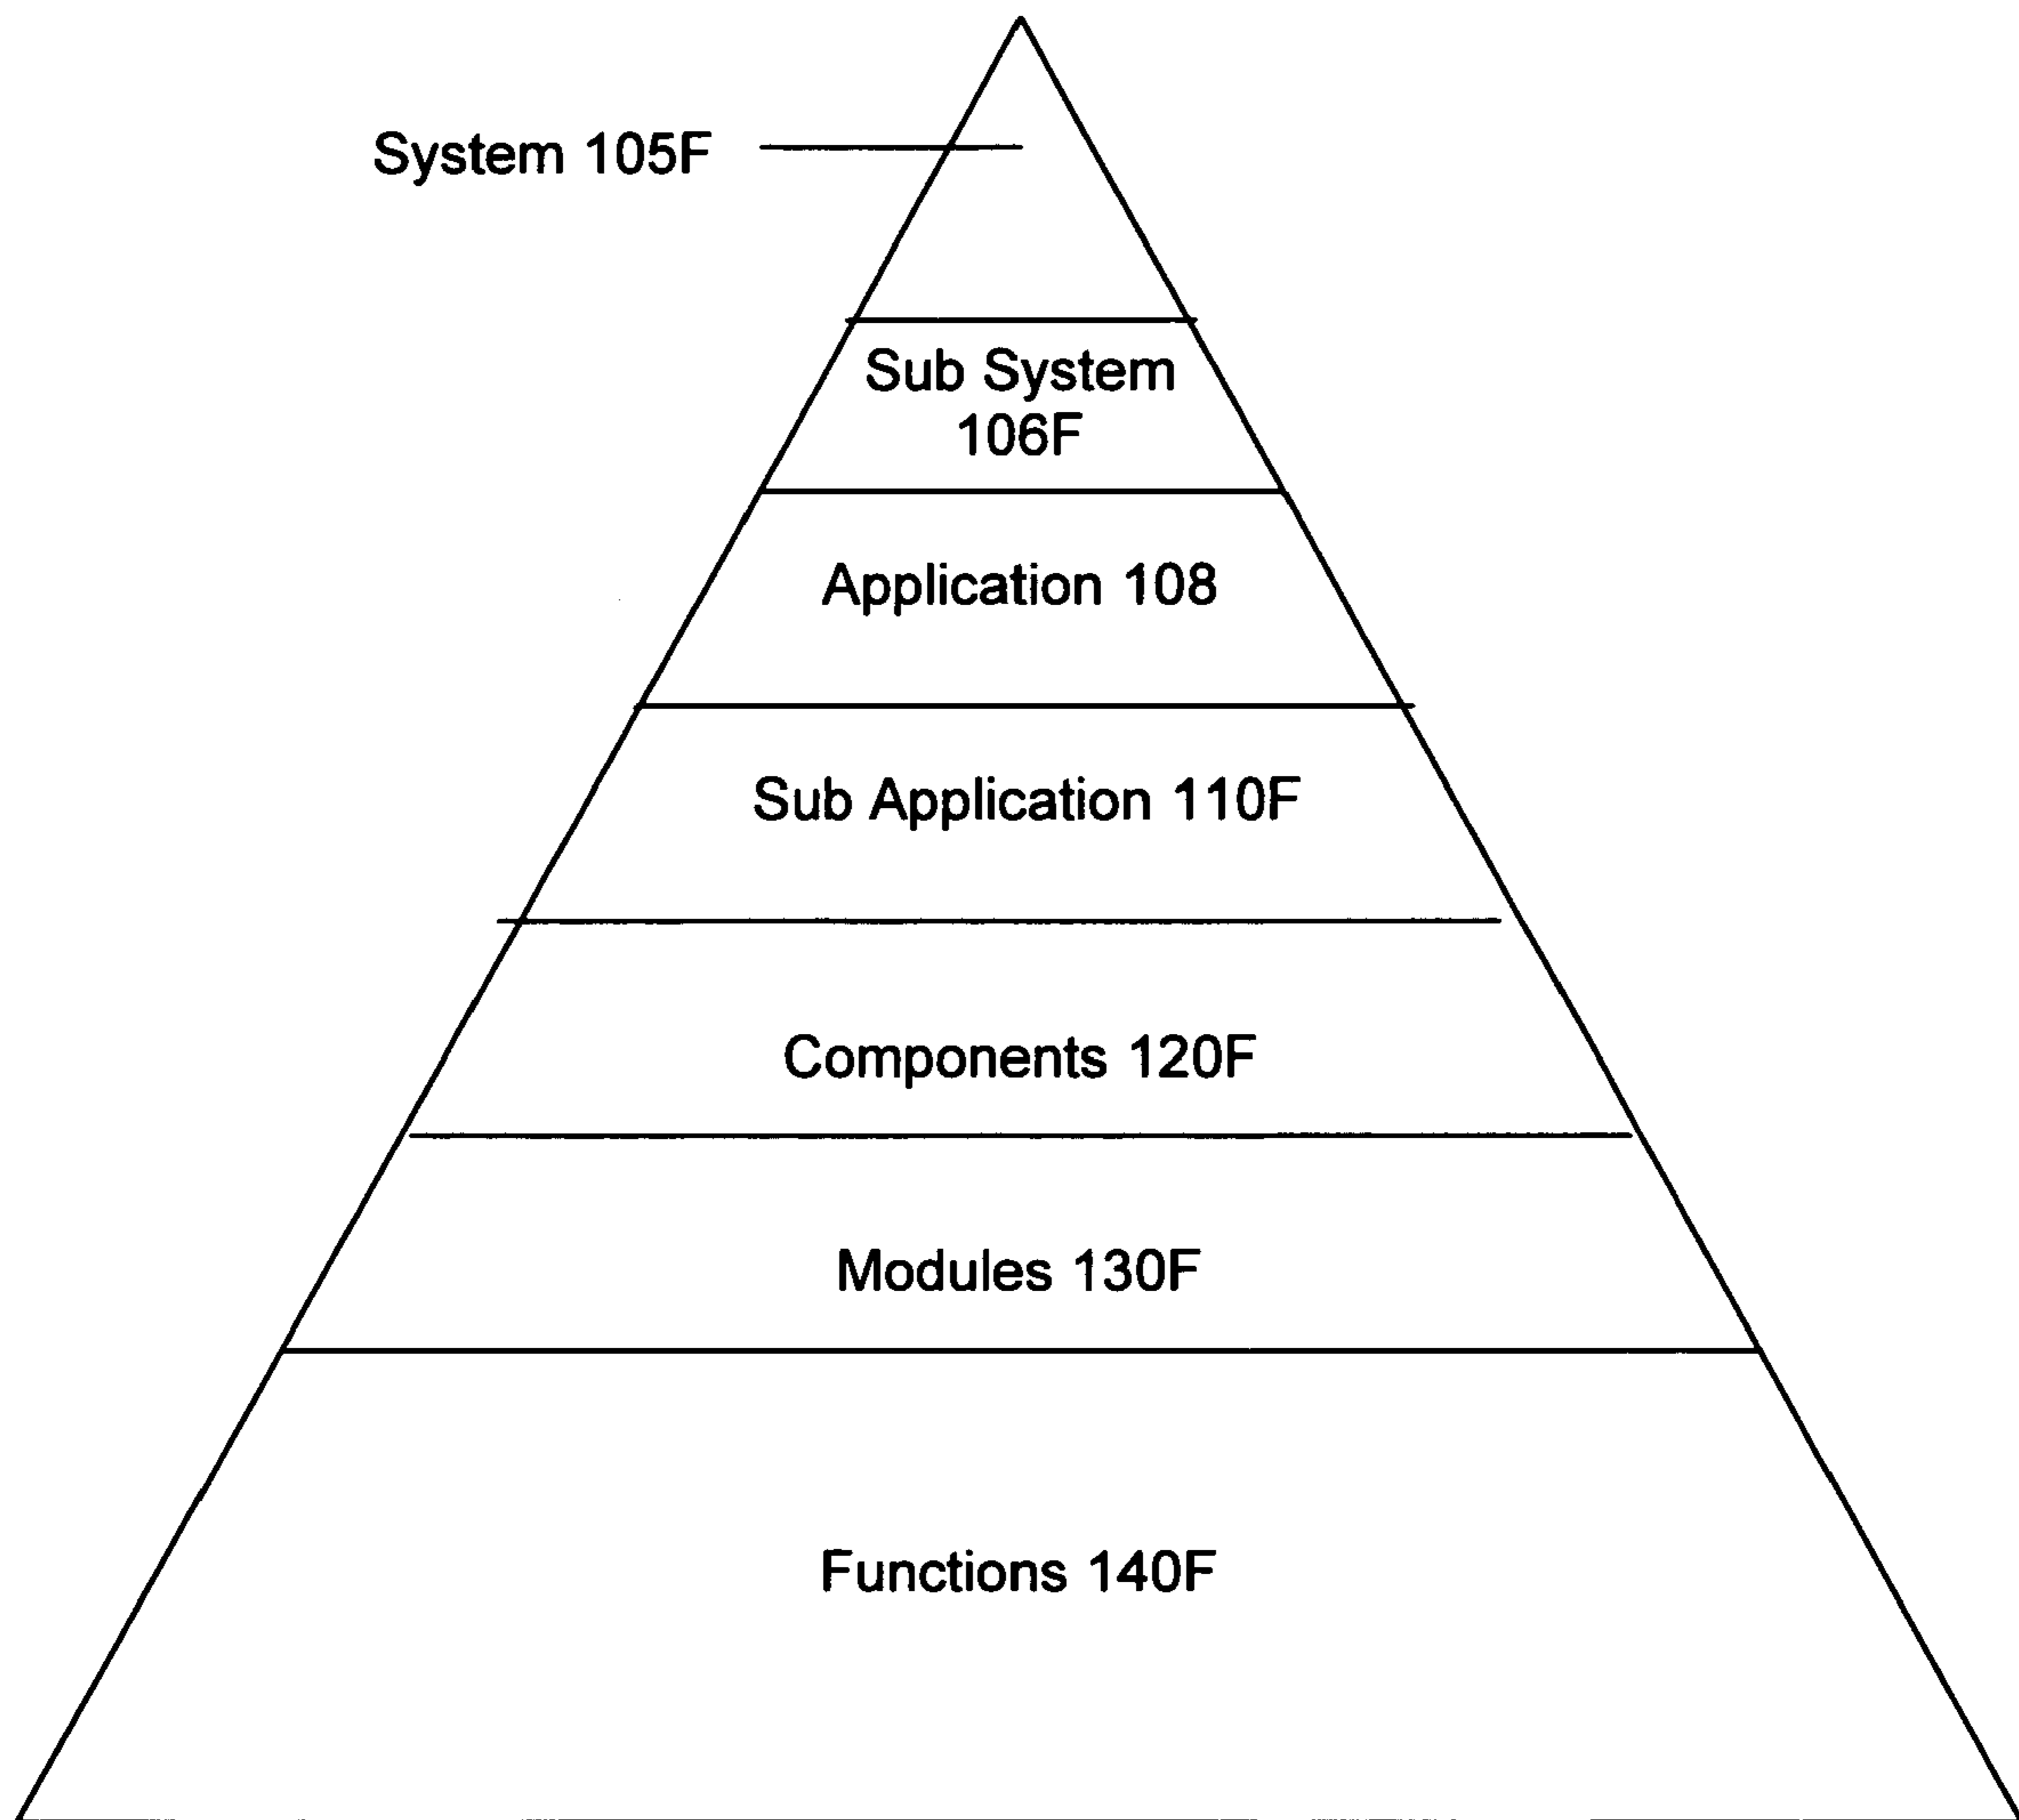 System 105F
Sub System
106F
Application 108
Sub Application 110F
Components 120F
Modules 130F
Functions 140F